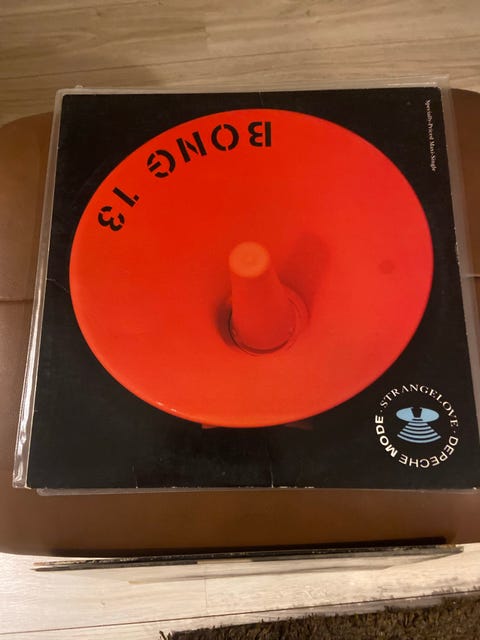 Specially-Priced Maxi-Single
BONG 13
STRANGELOVE · DEPECHE MODE ·